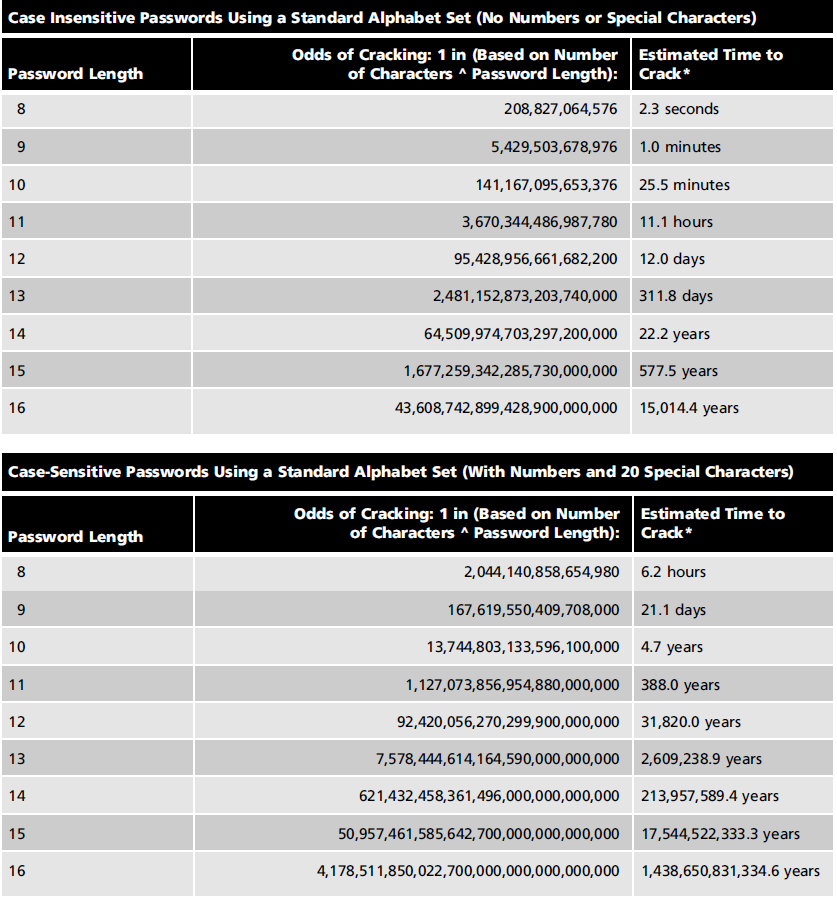 Case Insensitive Passwords Using a Standard Alphabet Set (No Numbers or Special Characters)
Password Length
Odds of Cracking: 1 in (Based on Number
of Characters ^ Password Length):
Estimated Time to
Crack*
8 208,827,064,576 2.3 seconds
9 5,429,503,678,976 1.0 minutes
10 141,167,095,653,376 25.5 minutes
11 3,670,344,486,987,780 11.1 hours
12 95,428,956,661,682,200 12.0 days
13 2,481,152,873,203,740,000 311.8 days
14 64,509,974,703,297,200,000 22.2 years
15 1,677,259,342,285,730,000,000 577.5 years
16 43,608,742,899,428,900,000,000 15,014.4 years
Case-Sensitive Passwords Using a Standard Alphabet Set (With Numbers and 20 Special Characters)
Password Length
Odds of Cracking: 1 in (Based on Number
of Characters ^ Password Length):
Estimated Time to
Crack*
8 2,044,140,858,654,980 6.2 hours
9 167,619,550,409,708,000 21.1 days
10 13,744,803,133,596,100,000 4.7 years
11 1,127,073,856,954,880,000,000 388.0 years
12 92,420,056,270,299,900,000,000 31,820.0 years
13 7,578,444,614,164,590,000,000,000 2,609,238.9 years
14 621,432,458,361,496,000,000,000,000 213,957,589.4 years
15 50,957,461,585,642,700,000,000,000,000 17,544,522,333.3 years
16 4,178,511,850,022,700,000,000,000,000,000 1,438,650,831,334.6 years